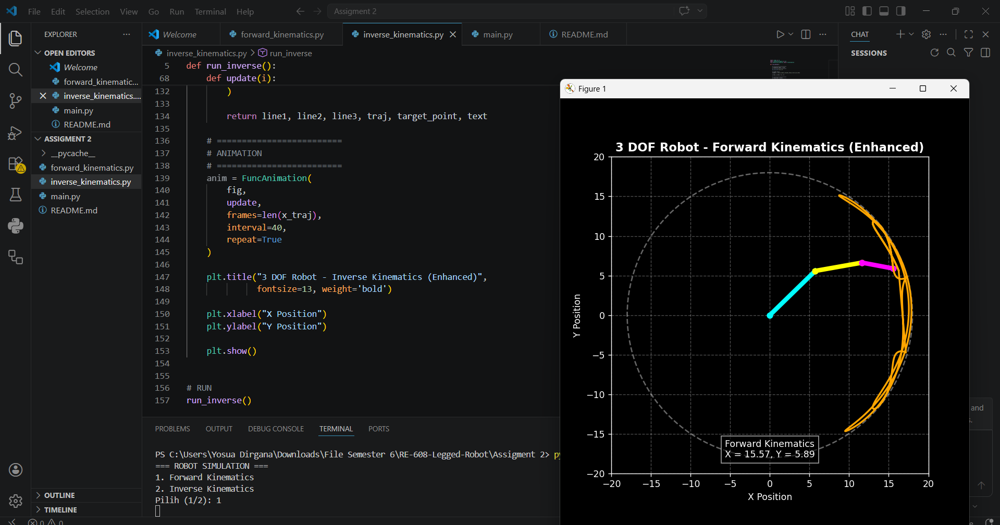 File Edit Selection View Go Run Terminal Help
Assigment 2
EXPLORER
OPEN EDITORS
Welcome
forward_kinematic...
inverse_kinematics....
main.py
README.md
ASSIGMENT 2
__pycache__
forward_kinematics.py
inverse_kinematics.py
main.py
README.md
OUTLINE
TIMELINE
Welcome forward_kinematics.py inverse_kinematics.py main.py README.md
inverse_kinematics.py > run_inverse
5 def run_inverse():
68 def update(i):
132 )
133
134 return line1, line2, line3, traj, target_point, text
135
136 # =========================
137 # ANIMATION
138 # =========================
139 anim = FuncAnimation(
140 fig,
141 update,
142 frames=len(x_traj),
143 interval=40,
144 repeat=True
145 )
146
147 plt.title("3 DOF Robot - Inverse Kinematics (Enhanced)",
148 fontsize=13, weight='bold')
149
150 plt.xlabel("X Position")
151 plt.ylabel("Y Position")
152
153 plt.show()
154
155
156 # RUN
157 run_inverse()
PROBLEMS OUTPUT DEBUG CONSOLE TERMINAL PORTS
PS C:\Users\Yosua Dirgana\Downloads\File Semester 6\RE-608-Legged-Robot\Assigment 2> py
=== ROBOT SIMULATION ===
1. Forward Kinematics
2. Inverse Kinematics
Pilih (1/2): 1
0 0
CHAT
SESSIONS
and
s.
Figure 1
3 DOF Robot - Forward Kinematics (Enhanced)
20
15
10
5
0
−5
−10
−15
−20
Y Position
Forward Kinematics
X = 15.57, Y = 5.89
−20 −15 −10 −5 0 5 10 15 20
X Position